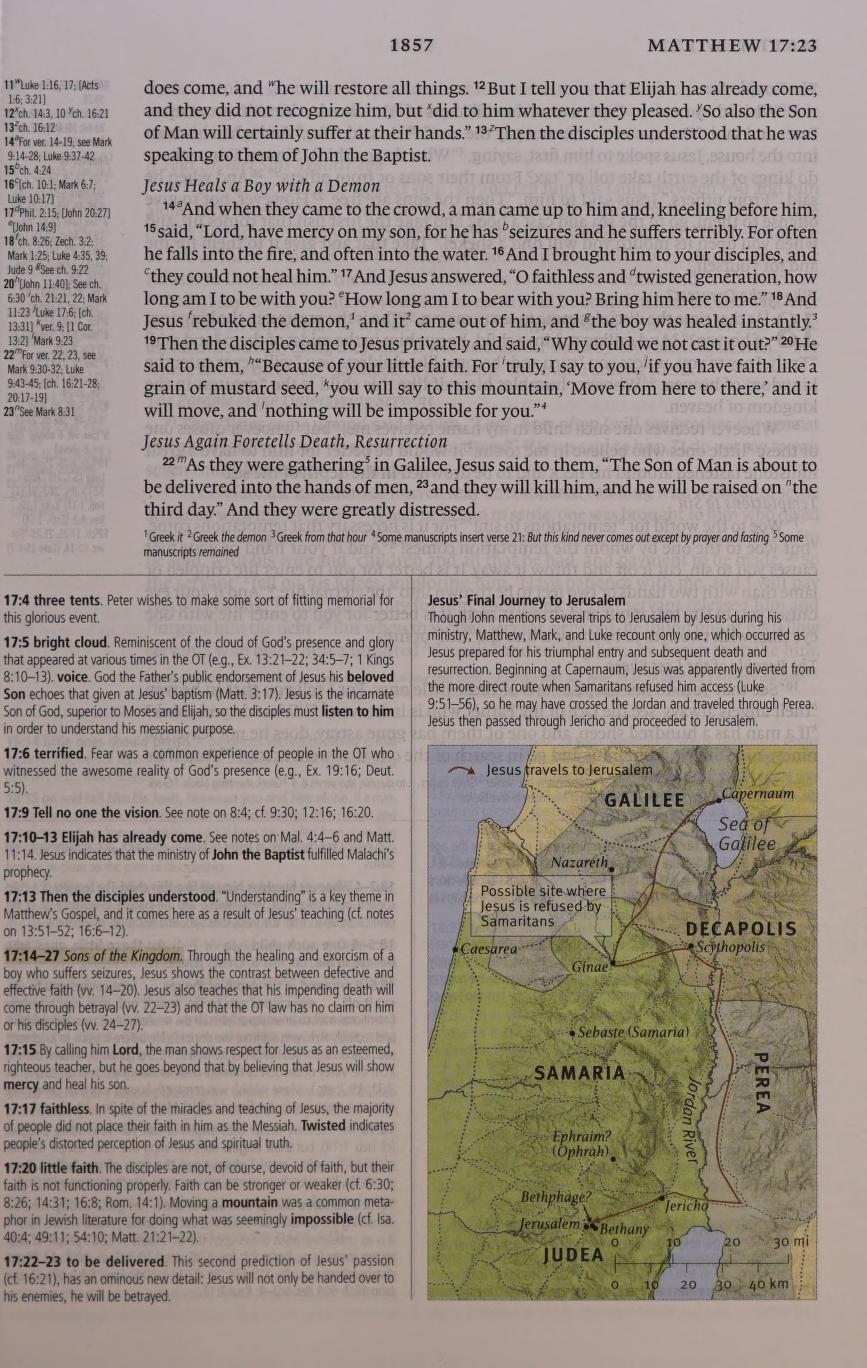 1857
MATTHEW 17:23
11 wLuke 1:16, 17; [Acts
1:6; 3:21]
12 xch. 14:3, 10 ych. 16:21
13 zch. 16:12
14 aFor ver. 14-19, see Mark
9:14-28; Luke 9:37-42
15 bch. 4:24
16 c[ch. 10:1; Mark 6:7;
Luke 10:17]
17 dPhil. 2:15; [John 20:27]
e[John 14:9]
18 fch. 8:26; Zech. 3:2;
Mark 1:25; Luke 4:35, 39;
Jude 9 gSee ch. 9:22
20 h[John 11:40]; See ch.
6:30 ich. 21:21, 22; Mark
11:23 jLuke 17:6; [ch.
13:31] kver. 9; [1 Cor.
13:2] lMark 9:23
22 mFor ver. 22, 23, see
Mark 9:30-32; Luke
9:43-45; [ch. 16:21-28;
20:17-19]
23 nSee Mark 8:31
does come, and whe will restore all things. 12 But I tell you that Elijah has already come,
and they did not recognize him, but xdid to him whatever they pleased. ySo also the Son
of Man will certainly suffer at their hands.” 13 zThen the disciples understood that he was
speaking to them of John the Baptist.
Jesus Heals a Boy with a Demon
14 aAnd when they came to the crowd, a man came up to him and, kneeling before him,
15 said, “Lord, have mercy on my son, for he has bseizures and he suffers terribly. For often
he falls into the fire, and often into the water. 16 And I brought him to your disciples, and
cthey could not heal him.” 17 And Jesus answered, “O faithless and dtwisted generation, how
long am I to be with you? eHow long am I to bear with you? Bring him here to me.” 18 And
Jesus frebuked the demon,1 and it2 came out of him, and gthe boy was healed instantly.3
19 Then the disciples came to Jesus privately and said, “Why could we not cast it out?” 20 He
said to them, h“Because of your little faith. For itruly, I say to you, jif you have faith like a
grain of mustard seed, kyou will say to this mountain, ‘Move from here to there,’ and it
will move, and lnothing will be impossible for you.”4
Jesus Again Foretells Death, Resurrection
22 mAs they were gathering5 in Galilee, Jesus said to them, “The Son of Man is about to
be delivered into the hands of men, 23 and they will kill him, and he will be raised on nthe
third day.” And they were greatly distressed.
1 Greek it 2 Greek the demon 3 Greek from that hour 4 Some manuscripts insert verse 21: But this kind never comes out except by prayer and fasting 5 Some
manuscripts remained
17:4 three tents. Peter wishes to make some sort of fitting memorial for
this glorious event.
17:5 bright cloud. Reminiscent of the cloud of God’s presence and glory
that appeared at various times in the OT (e.g., Ex. 13:21–22; 34:5–7; 1 Kings
8:10–13). voice. God the Father’s public endorsement of Jesus his beloved
Son echoes that given at Jesus’ baptism (Matt. 3:17). Jesus is the incarnate
Son of God, superior to Moses and Elijah, so the disciples must listen to him
in order to understand his messianic purpose.
17:6 terrified. Fear was a common experience of people in the OT who
witnessed the awesome reality of God’s presence (e.g., Ex. 19:16; Deut.
5:5).
17:9 Tell no one the vision. See note on 8:4; cf. 9:30; 12:16; 16:20.
17:10–13 Elijah has already come. See notes on Mal. 4:4–6 and Matt.
11:14. Jesus indicates that the ministry of John the Baptist fulfilled Malachi’s
prophecy.
17:13 Then the disciples understood. “Understanding” is a key theme in
Matthew’s Gospel, and it comes here as a result of Jesus’ teaching (cf. notes
on 13:51–52; 16:6–12).
17:14–27 Sons of the Kingdom. Through the healing and exorcism of a
boy who suffers seizures, Jesus shows the contrast between defective and
effective faith (vv. 14–20). Jesus also teaches that his impending death will
come through betrayal (vv. 22–23) and that the OT law has no claim on him
or his disciples (vv. 24–27).
17:15 By calling him Lord, the man shows respect for Jesus as an esteemed,
righteous teacher, but he goes beyond that by believing that Jesus will show
mercy and heal his son.
17:17 faithless. In spite of the miracles and teaching of Jesus, the majority
of people did not place their faith in him as the Messiah. Twisted indicates
people’s distorted perception of Jesus and spiritual truth.
17:20 little faith. The disciples are not, of course, devoid of faith, but their
faith is not functioning properly. Faith can be stronger or weaker (cf. 6:30;
8:26; 14:31; 16:8; Rom. 14:1). Moving a mountain was a common meta-
phor in Jewish literature for doing what was seemingly impossible (cf. Isa.
40:4; 49:11; 54:10; Matt. 21:21–22).
17:22–23 to be delivered. This second prediction of Jesus’ passion
(cf. 16:21), has an ominous new detail: Jesus will not only be handed over to
his enemies, he will be betrayed.
Jesus’ Final Journey to Jerusalem
Though John mentions several trips to Jerusalem by Jesus during his
ministry, Matthew, Mark, and Luke recount only one, which occurred as
Jesus prepared for his triumphal entry and subsequent death and
resurrection. Beginning at Capernaum, Jesus was apparently diverted from
the more direct route when Samaritans refused him access (Luke
9:51–56), so he may have crossed the Jordan and traveled through Perea.
Jesus then passed through Jericho and proceeded to Jerusalem.
Jesus travels to Jerusalem
GALILEE
Capernaum
Sea of
Galilee
Nazareth
Possible site where
Jesus is refused by
Samaritans
DECAPOLIS
Caesarea
Scythopolis
Ginae
Sebaste (Samaria)
SAMARIA
PEREA
Jordan River
Ephraim?
(Ophrah)
Bethphage?
Jericho
Jerusalem
Bethany
JUDEA
0 10 20 30 mi
0 10 20 30 40 km